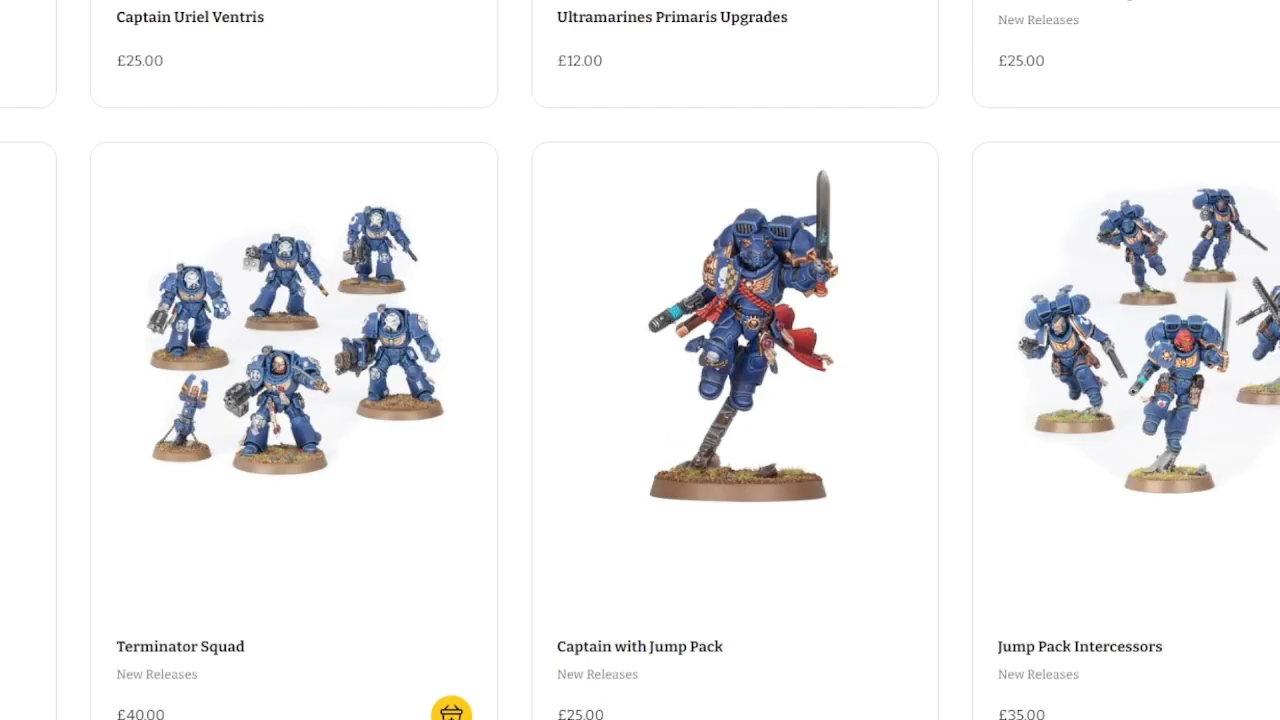 Captain Uriel Ventris
£25.00
Ultramarines Primaris Upgrades
£12.00
New Releases
£25.00
Terminator Squad
New Releases
£40.00
Captain with Jump Pack
New Releases
£25.00
Jump Pack Intercessors
New Releases
£35.00